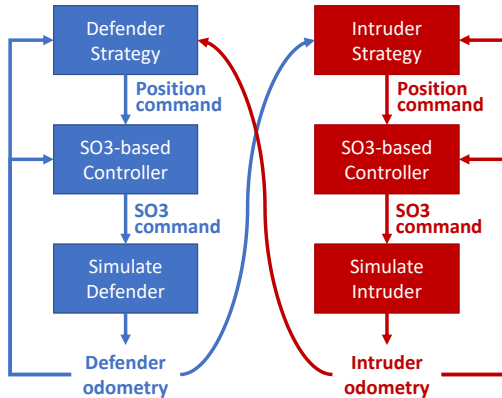 Defender
Strategy
Position
command
SO3-based
Controller
SO3
command
Simulate
Defender
Defender
odometry
Intruder
Strategy
Position
command
SO3-based
Controller
SO3
command
Simulate
Intruder
Intruder
odometry